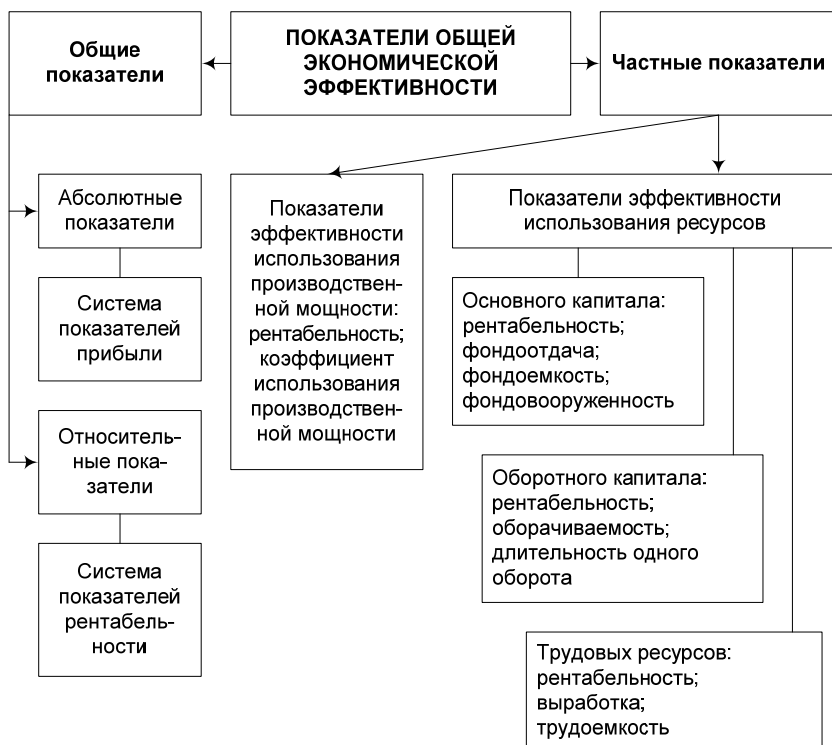 Общие
показатели
ПОКАЗАТЕЛИ ОБЩЕЙ
ЭКОНОМИЧЕСКОЙ
ЭФФЕКТИВНОСТИ
Частные показатели
Абсолютные
показатели
Система
показателей
прибыли
Относитель-
ные пока-
затели
Система
показателей
рентабель-
ности
Показатели
эффективности
использования
производствен-
ной мощности:
рентабельность;
коэффициент
использования
производствен-
ной мощности
Показатели эффективности
использования ресурсов
Основного капитала:
рентабельность;
фондоотдача;
фондоемкость;
фондовооруженность
Оборотного капитала:
рентабельность;
оборачиваемость;
длительность одного
оборота
Трудовых ресурсов:
рентабельность;
выработка;
трудоемкость